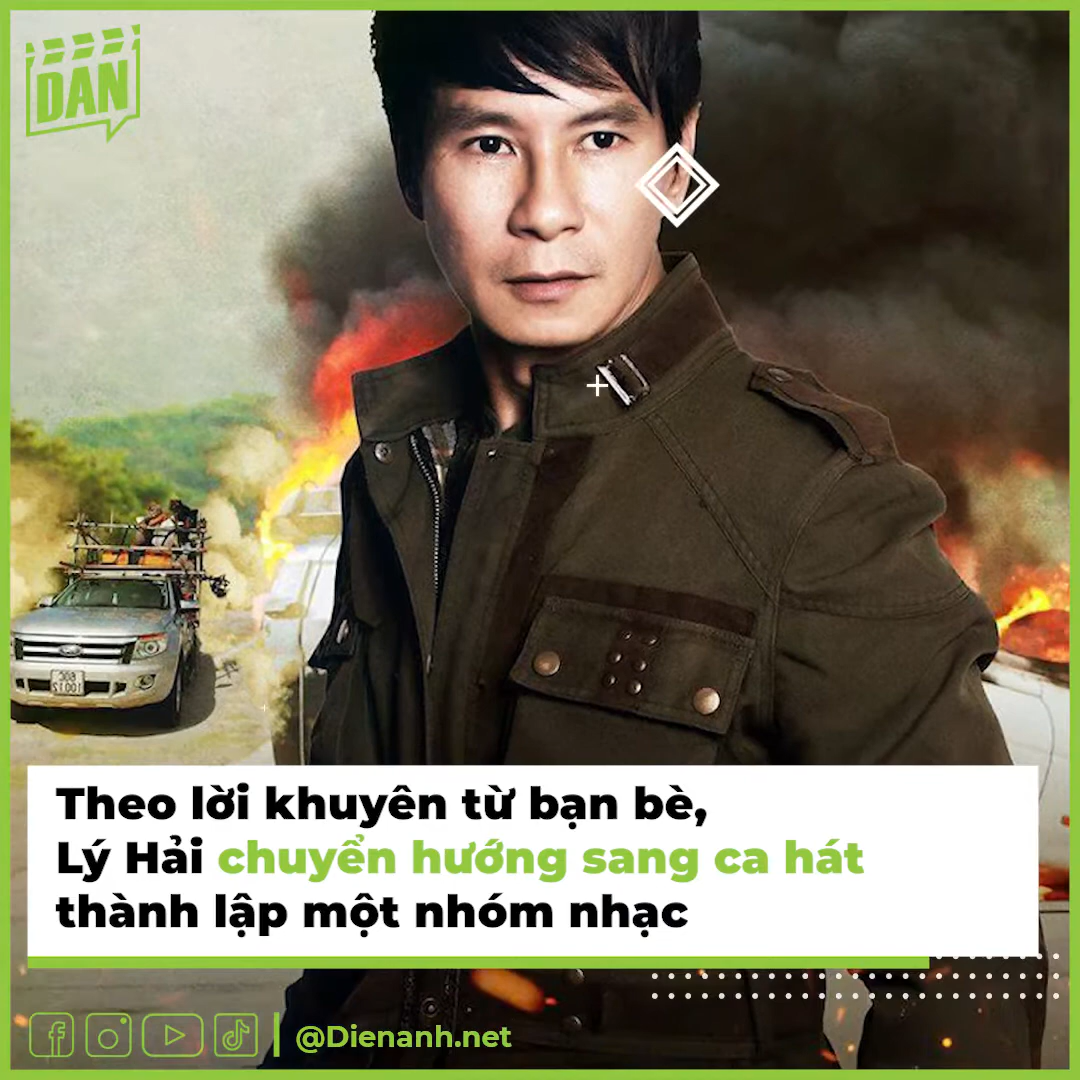 DAN
Theo lời khuyên từ bạn bè,
Lý Hải chuyển hướng sang ca hát
thành lập một nhóm nhạc
@Dienanh.net